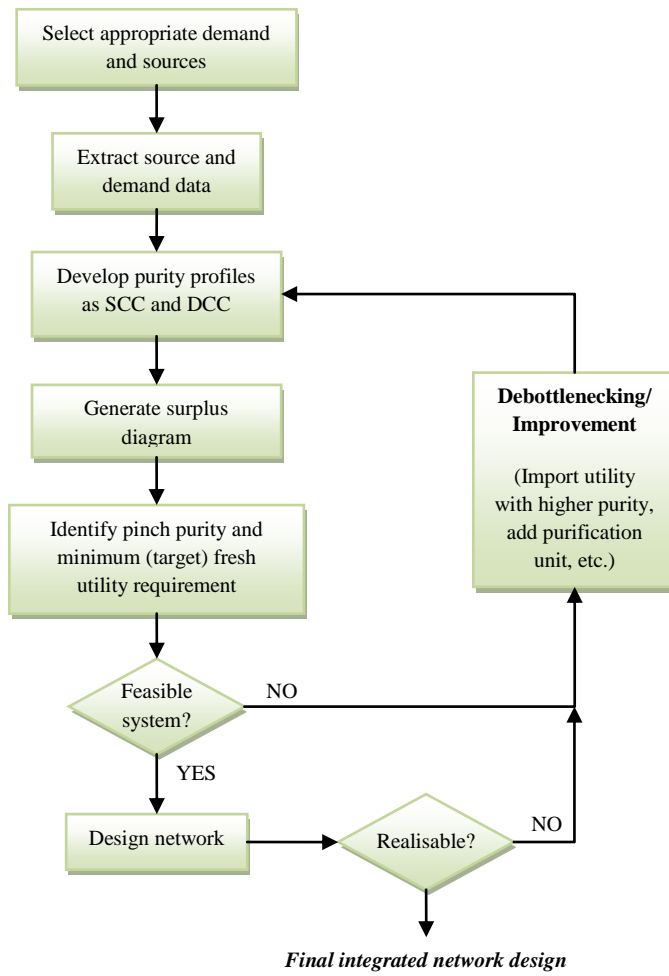 Select appropriate demand
and sources
Extract source and
demand data
Develop purity profiles
as SCC and DCC
Generate surplus
diagram
Identify pinch purity and
minimum (target) fresh
utility requirement
Feasible
system?
NO
YES
Design network
Realisable?
NO
Debottlenecking/
Improvement
(Import utility
with higher purity,
add purification
unit, etc.)
Final integrated network design